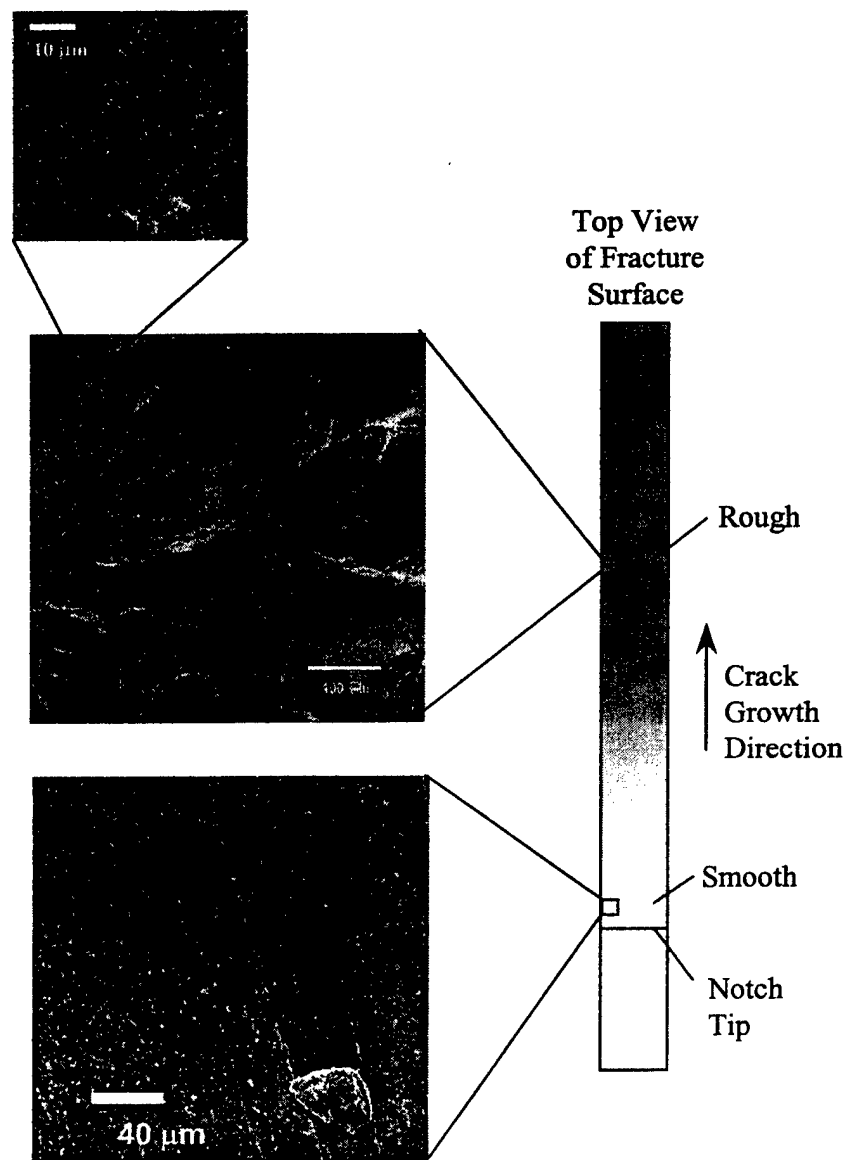 10 μm
Top View
of Fracture
Surface
Rough
Crack
Growth
Direction
Smooth
Notch
Tip
40 μm